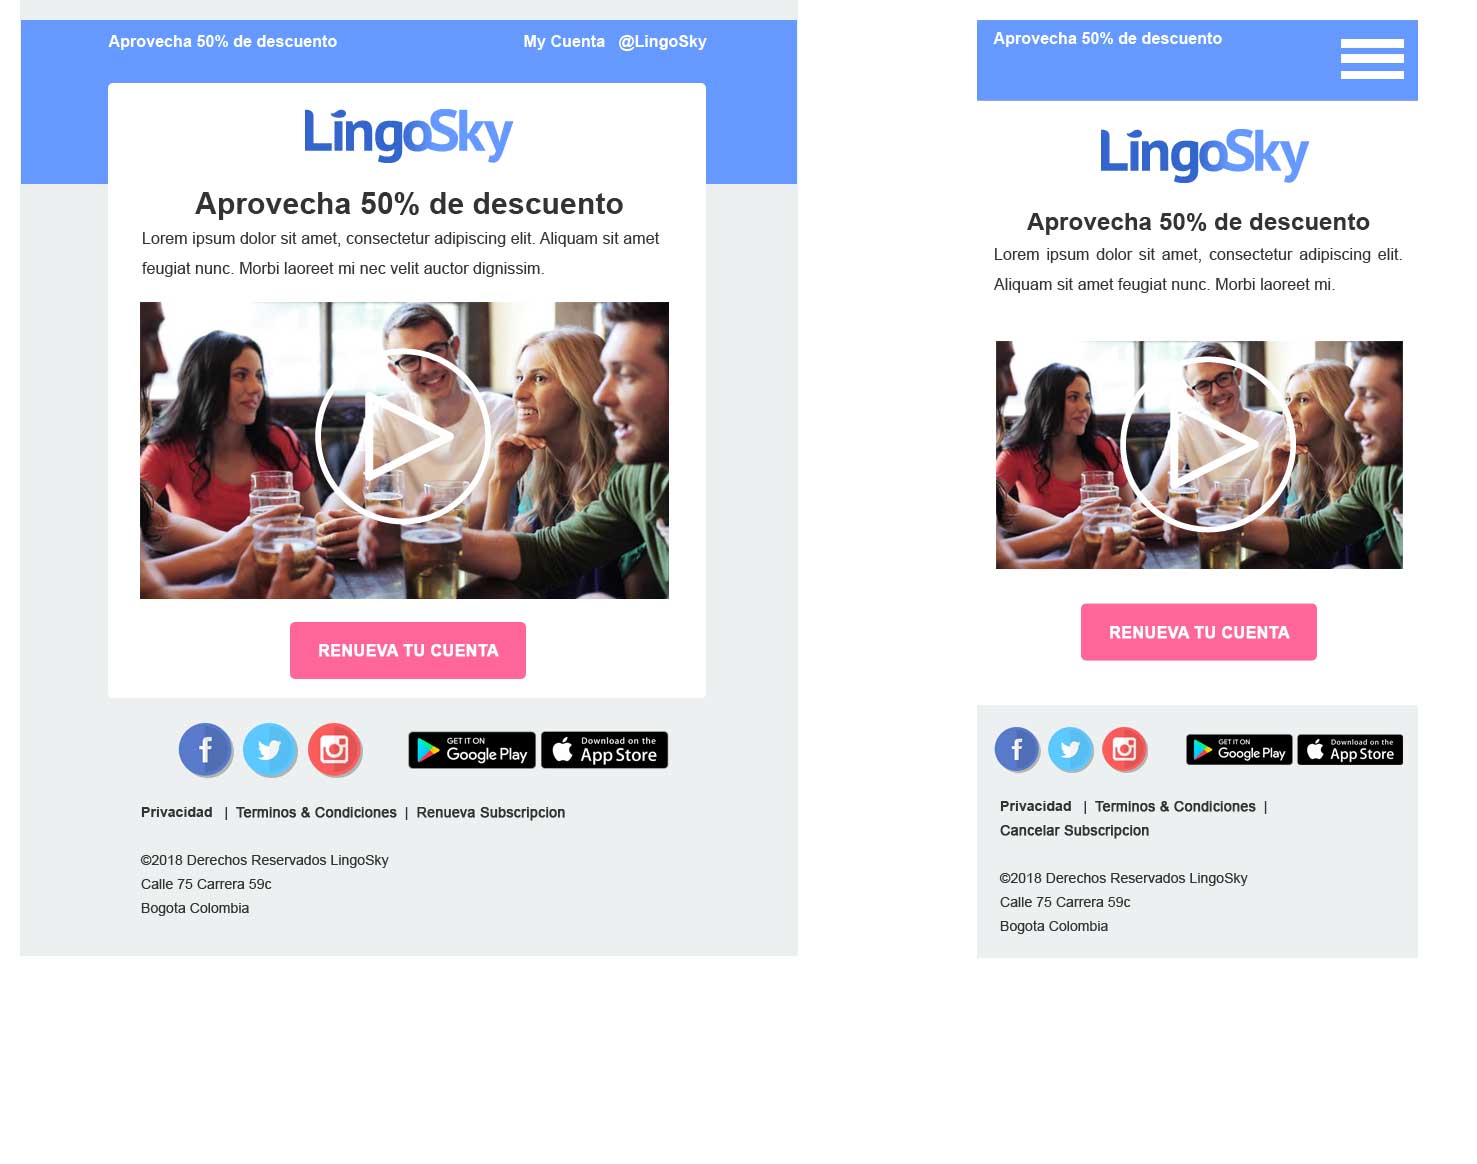 Aprovecha 50% de descuento
My Cuenta @LingoSky
LingoSky
Aprovecha 50% de descuento
Lorem ipsum dolor sit amet, consectetur adipiscing elit. Aliquam sit amet
feugiat nunc. Morbi laoreet mi nec velit auctor dignissim.
RENUEVA TU CUENTA
f
GET IT ON
Google Play
Download on the
App Store
Privacidad | Terminos & Condiciones | Renueva Subscripcion
©2018 Derechos Reservados LingoSky
Calle 75 Carrera 59c
Bogota Colombia
Aprovecha 50% de descuento
LingoSky
Aprovecha 50% de descuento
Lorem ipsum dolor sit amet, consectetur adipiscing elit.
Aliquam sit amet feugiat nunc. Morbi laoreet mi.
RENUEVA TU CUENTA
f
GET IT ON
Google Play
Download on the
App Store
Privacidad | Terminos & Condiciones |
Cancelar Subscripcion
©2018 Derechos Reservados LingoSky
Calle 75 Carrera 59c
Bogota Colombia